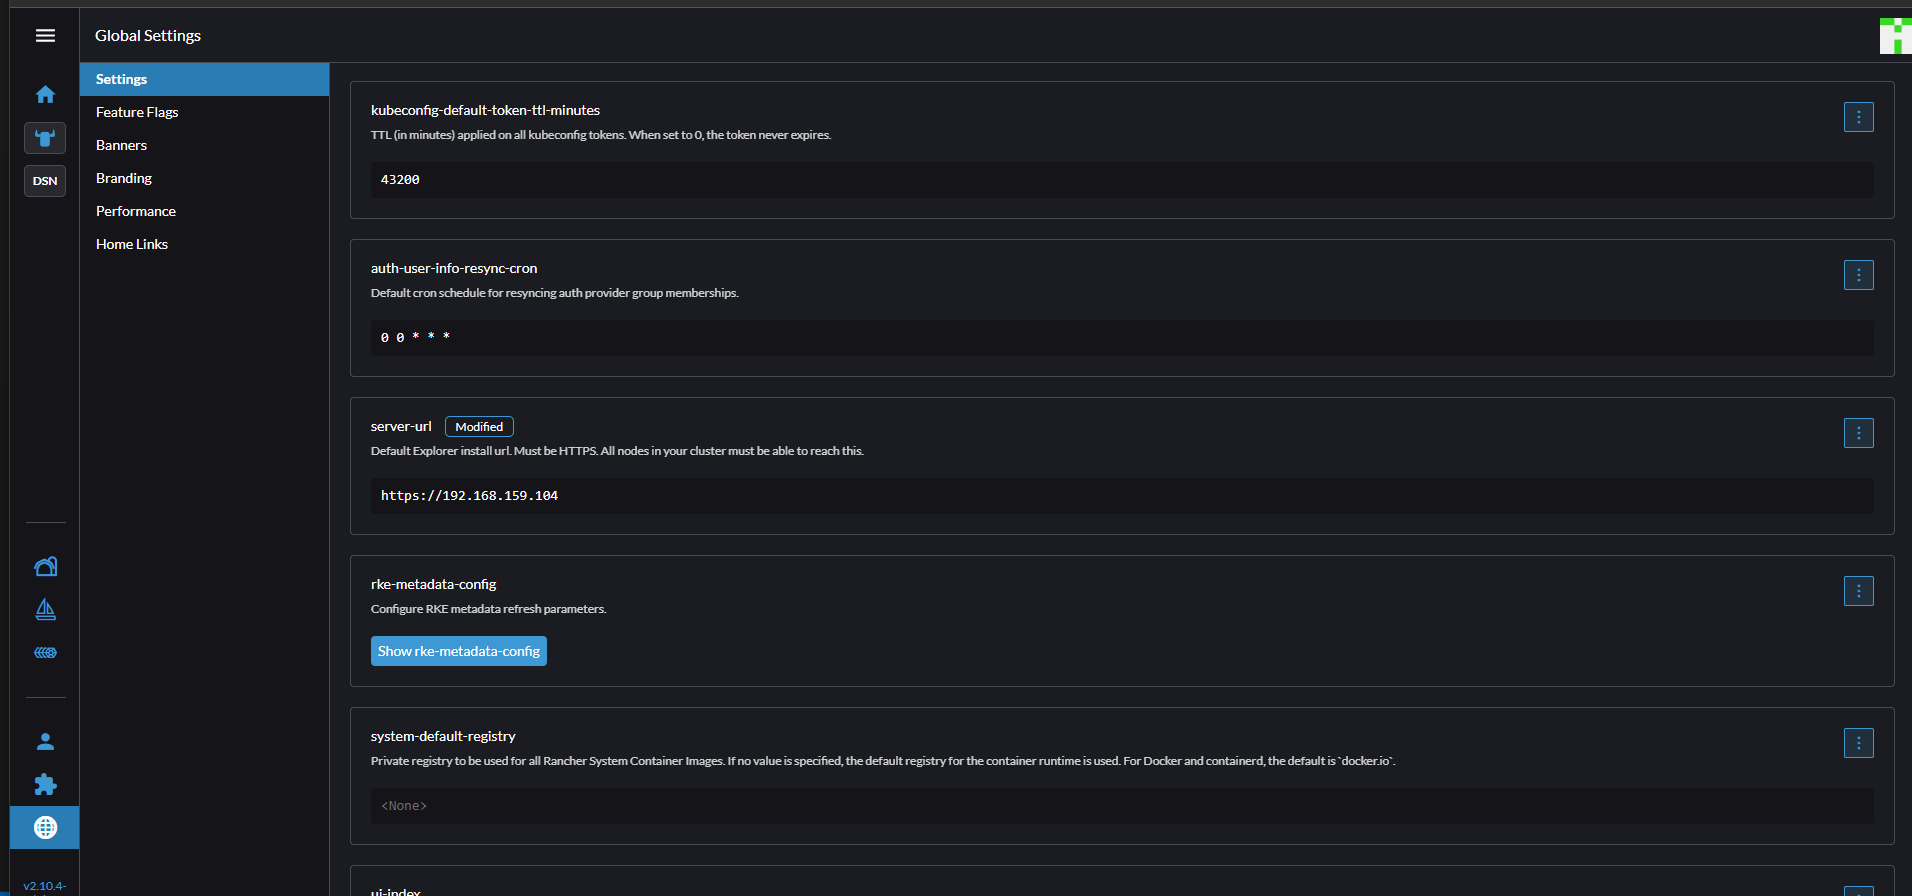 Global Settings
Settings
Feature Flags
Banners
Branding
Performance
Home Links
DSN
v2.10.4-
kubeconfig-default-token-ttl-minutes
TTL (in minutes) applied on all kubeconfig tokens. When set to 0, the token never expires.
43200
auth-user-info-resync-cron
Default cron schedule for resyncing auth provider group memberships.
0 0 * * *
server-url Modified
Default Explorer install url. Must be HTTPS. All nodes in your cluster must be able to reach this.
https://192.168.159.104
rke-metadata-config
Configure RKE metadata refresh parameters.
Show rke-metadata-config
system-default-registry
Private registry to be used for all Rancher System Container Images. If no value is specified, the default registry for the container runtime is used. For Docker and containerd, the default is `docker.io`.
<None>
ui-index